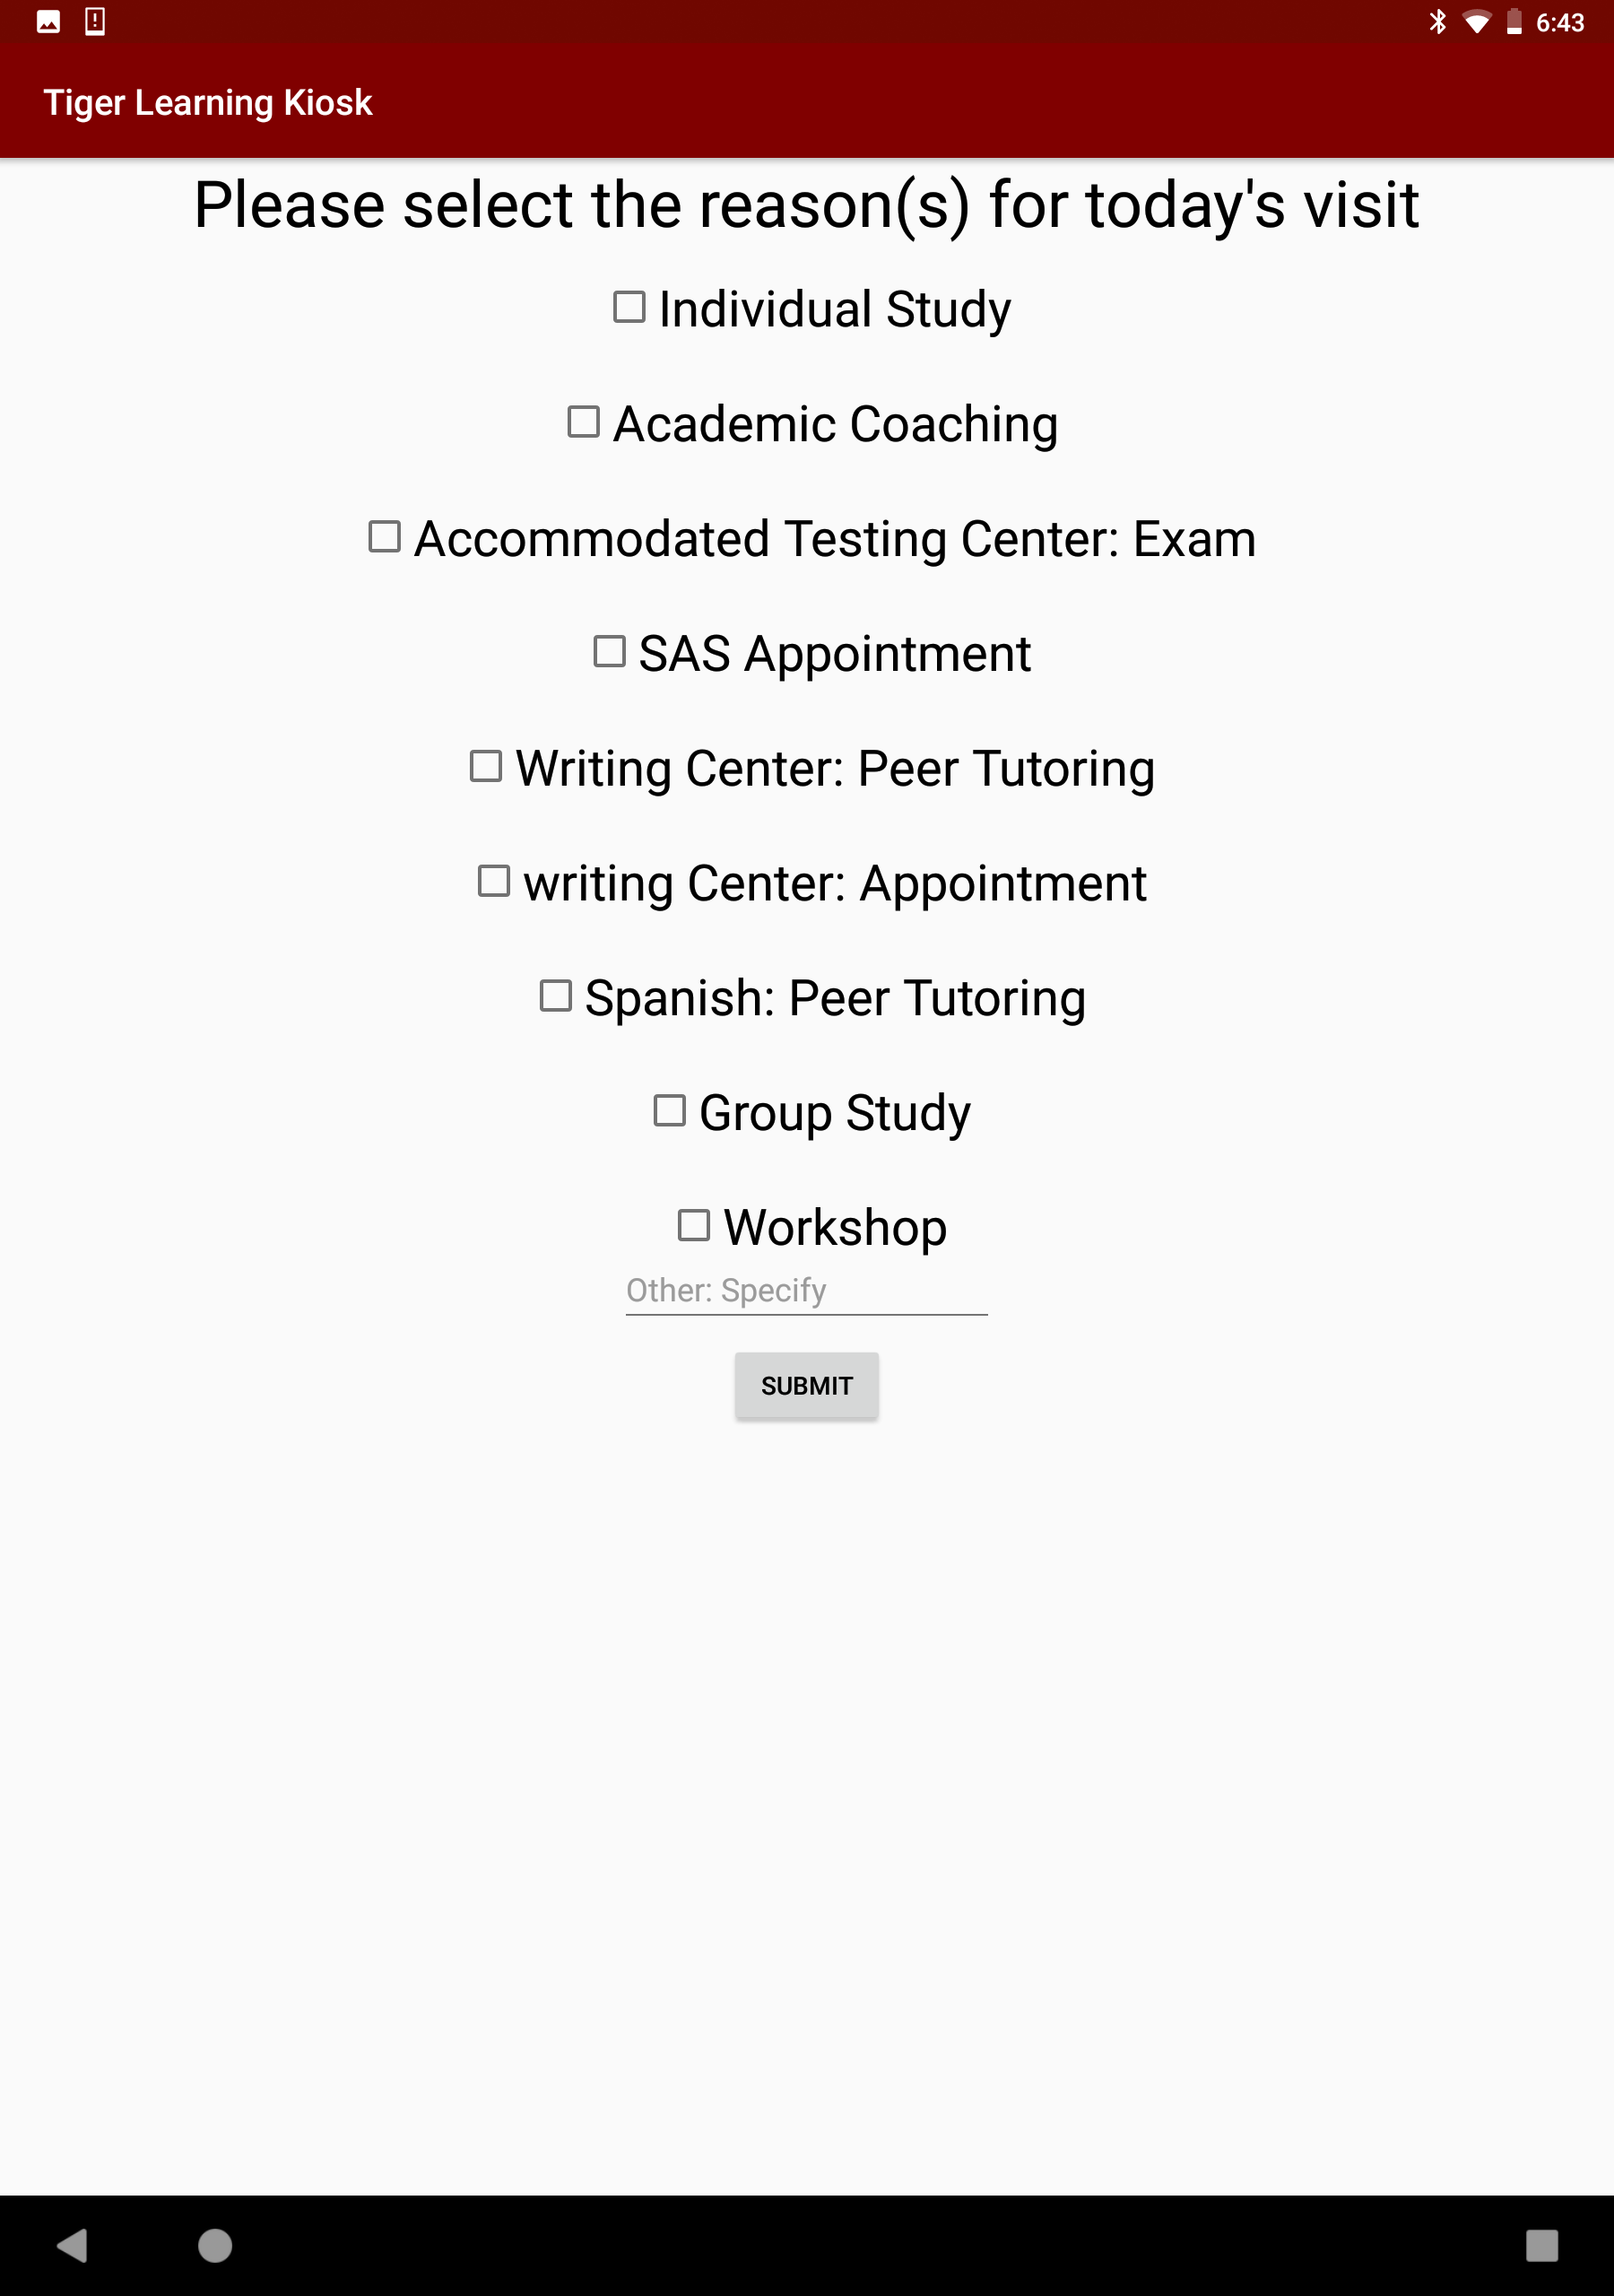 6:43
Tiger Learning Kiosk
Please select the reason(s) for today's visit
Individual Study
Academic Coaching
Accommodated Testing Center: Exam
SAS Appointment
Writing Center: Peer Tutoring
writing Center: Appointment
Spanish: Peer Tutoring
Group Study
Workshop
Other: Specify
SUBMIT